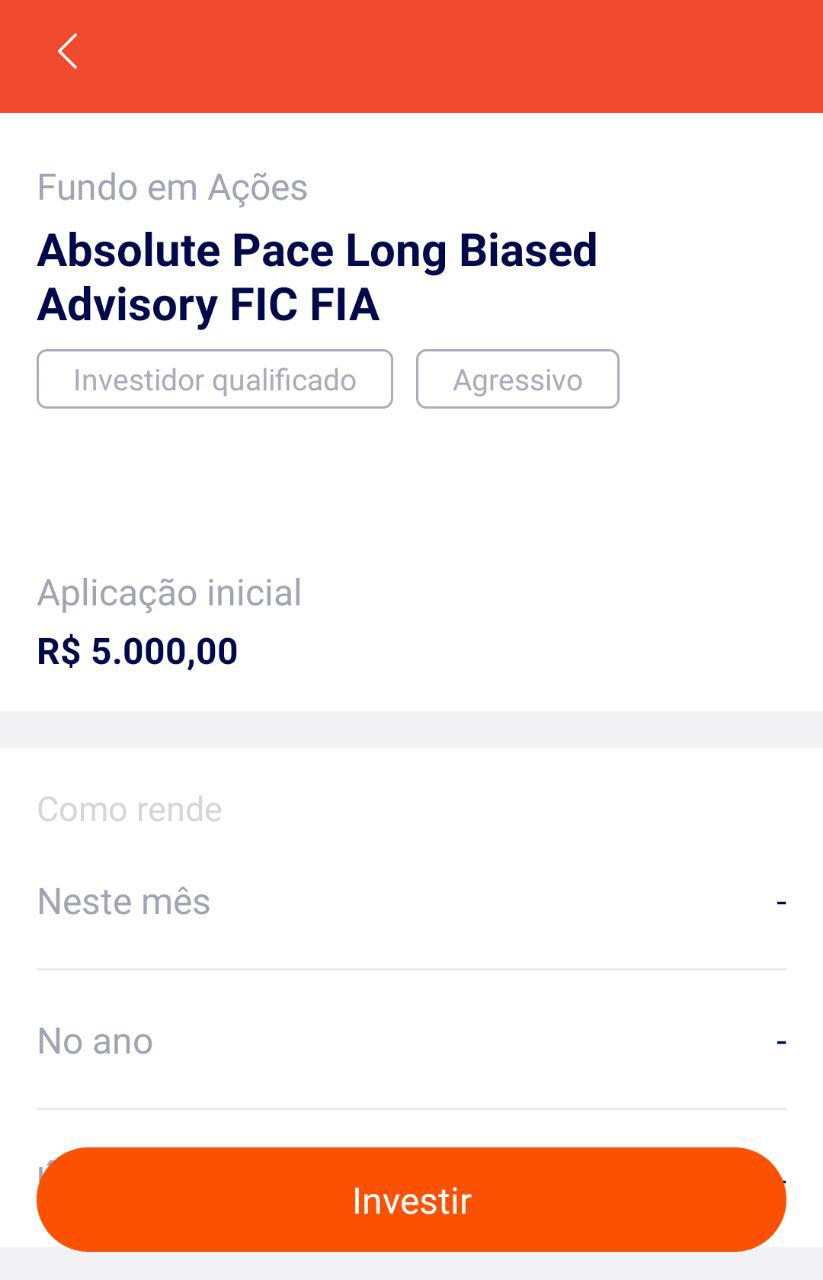 Fundo em Ações
Absolute Pace Long Biased
Advisory FIC FIA
Investidor qualificado
Agressivo
Aplicação inicial
R$ 5.000,00
Como rende
Neste mês -
No ano -
Investir